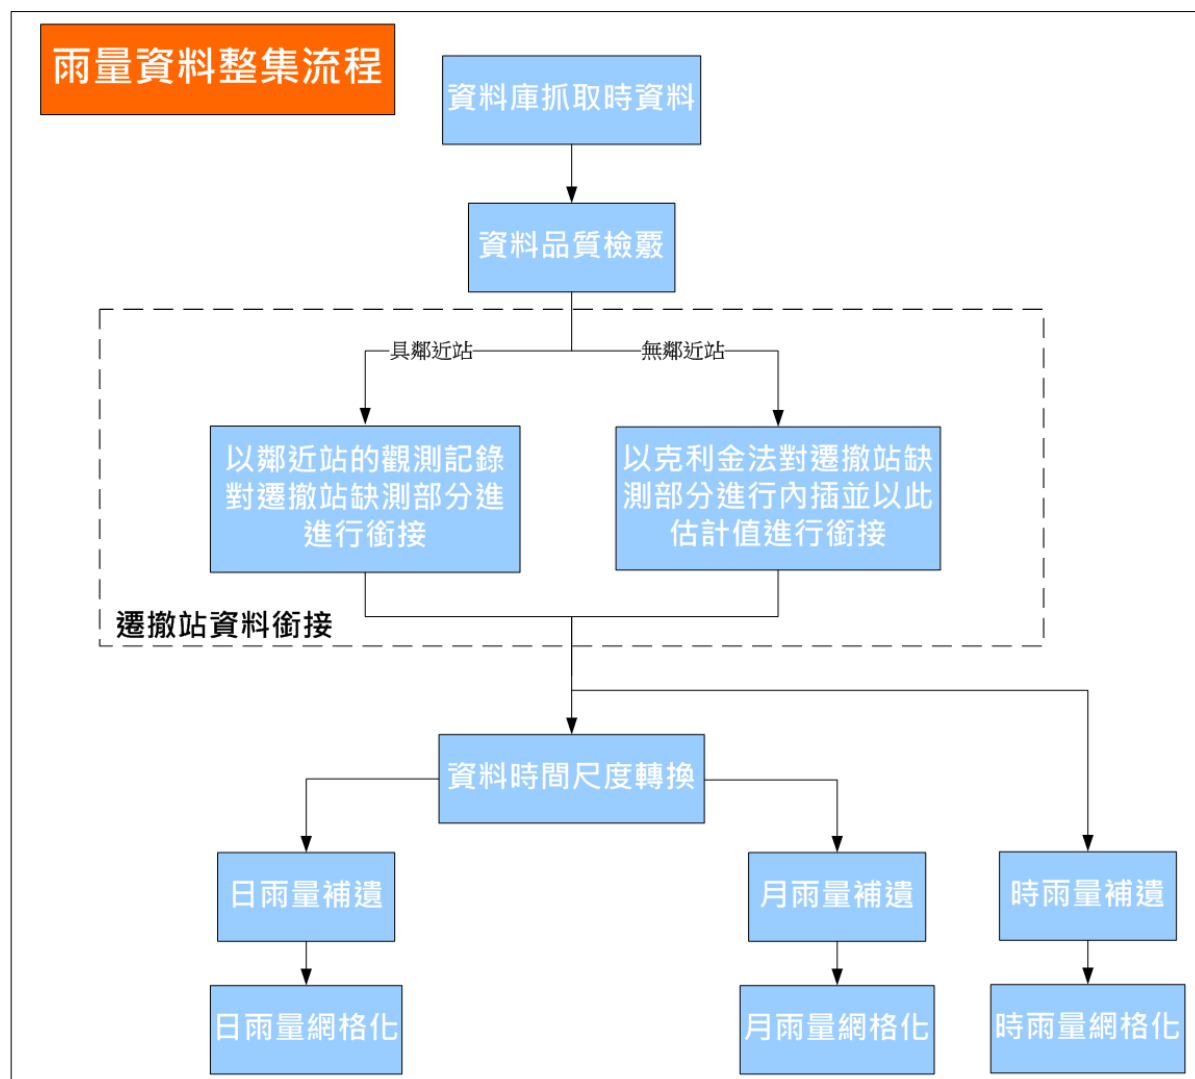 雨量資料整集流程
資料庫抓取時資料
資料品質檢覈
具鄰近站
無鄰近站
以鄰近站的觀測記錄
對遷撤站缺測部分進
進行銜接
以克利金法對遷撤站缺
測部分進行內插並以此
估計值進行銜接
遷撤站資料銜接
資料時間尺度轉換
日雨量補遺
月雨量補遺
時雨量補遺
日雨量網格化
月雨量網格化
時雨量網格化